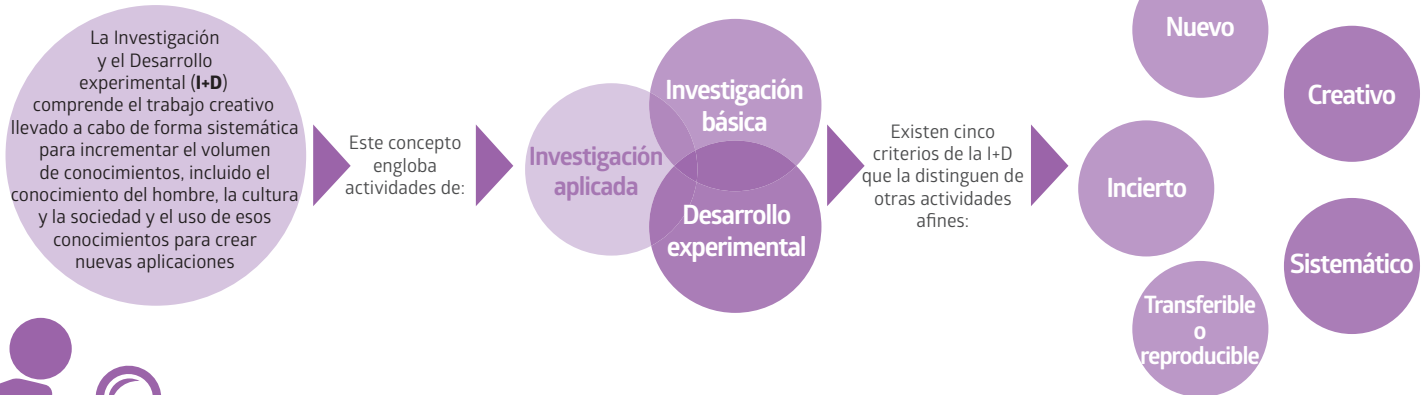 La Investigación
y el Desarrollo
experimental (I+D)
comprende el trabajo creativo
llevado a cabo de forma sistemática
para incrementar el volumen
de conocimientos, incluido el
conocimiento del hombre, la cultura
y la sociedad y el uso de esos
conocimientos para crear
nuevas aplicaciones
Este concepto
engloba
actividades de:
Investigación
aplicada
Investigación
básica
Desarrollo
experimental
Existen cinco
criterios de la I+D
que la distinguen de
otras actividades
afines:
Nuevo
Creativo
Incierto
Sistemático
Transferible
o
reproducible